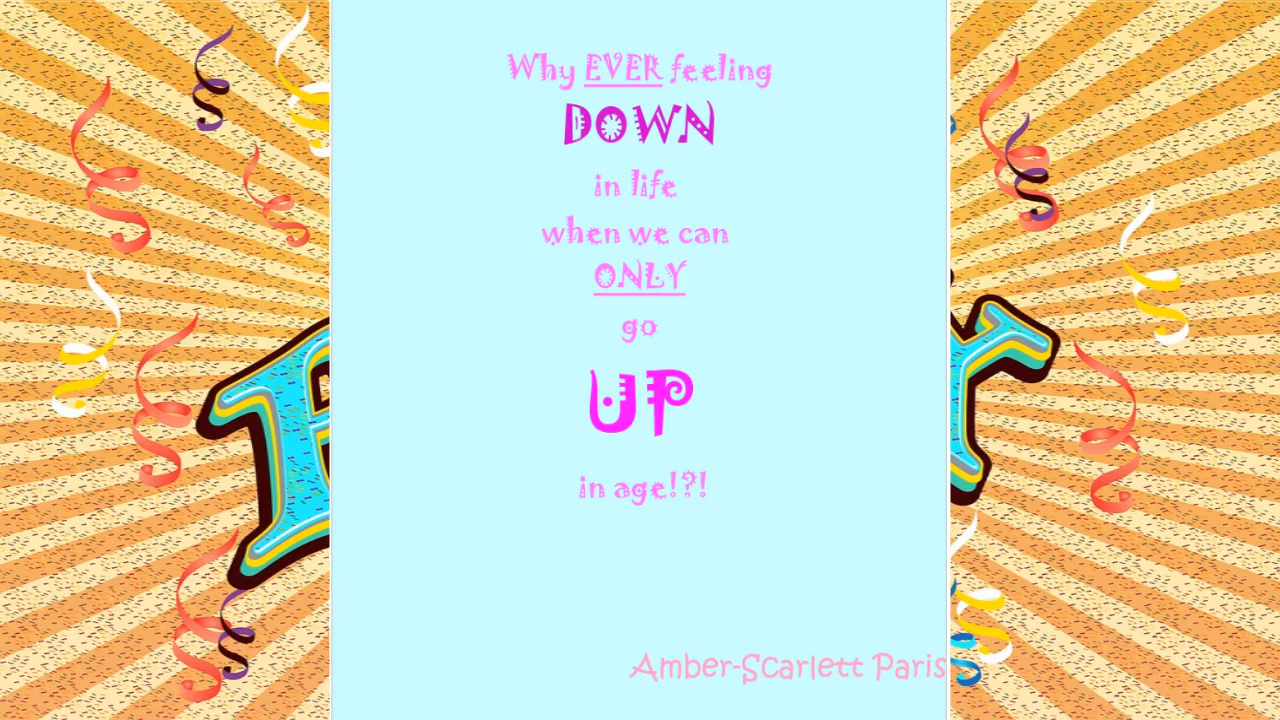 Why EVER feeling
DOWN
in life
when we can
ONLY
go
UP
in age!?!
Amber-Scarlett Paris